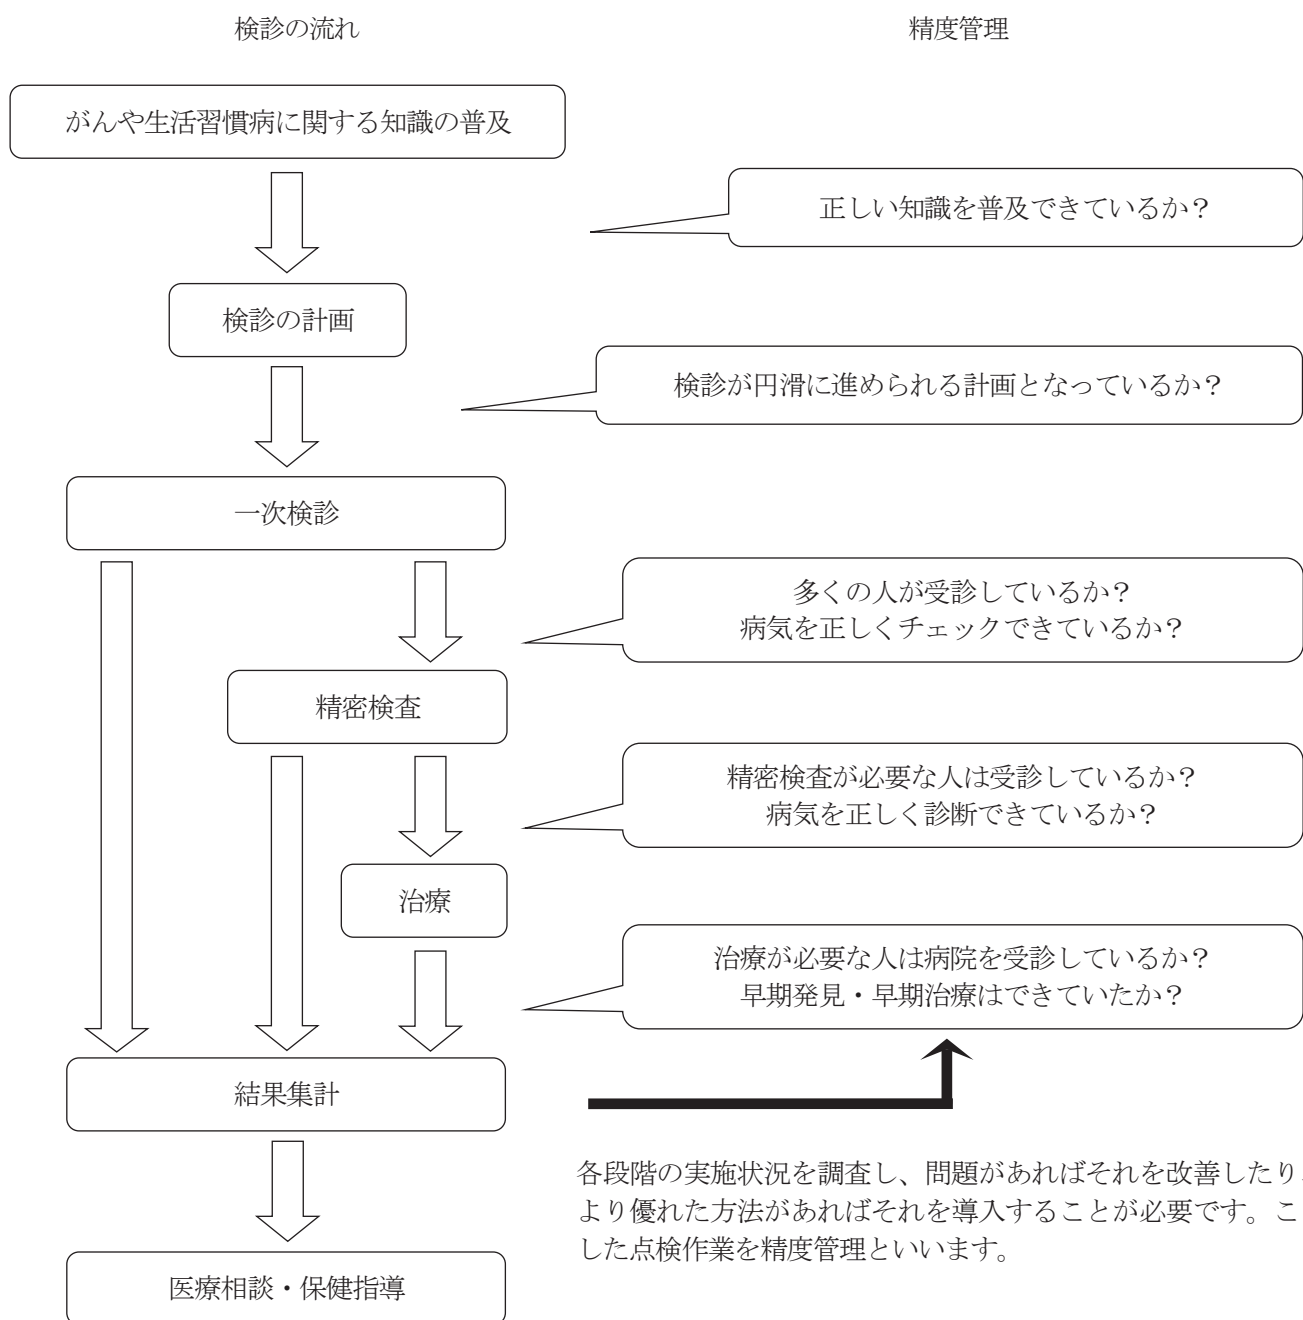 検診の流れ
精度管理
がんや生活習慣病に関する知識の普及
正しい知識を普及できているか？
検診の計画
検診が円滑に進められる計画となっているか？
一次検診
多くの人が受診しているか？
病気を正しくチェックできているか？
精密検査
精密検査が必要な人は受診しているか？
病気を正しく診断できているか？
治療
治療が必要な人は病院を受診しているか？
早期発見・早期治療はできていたか？
結果集計
各段階の実施状況を調査し、問題があればそれを改善したり
より優れた方法があればそれを導入することが必要です。こ
した点検作業を精度管理といいます。
医療相談・保健指導